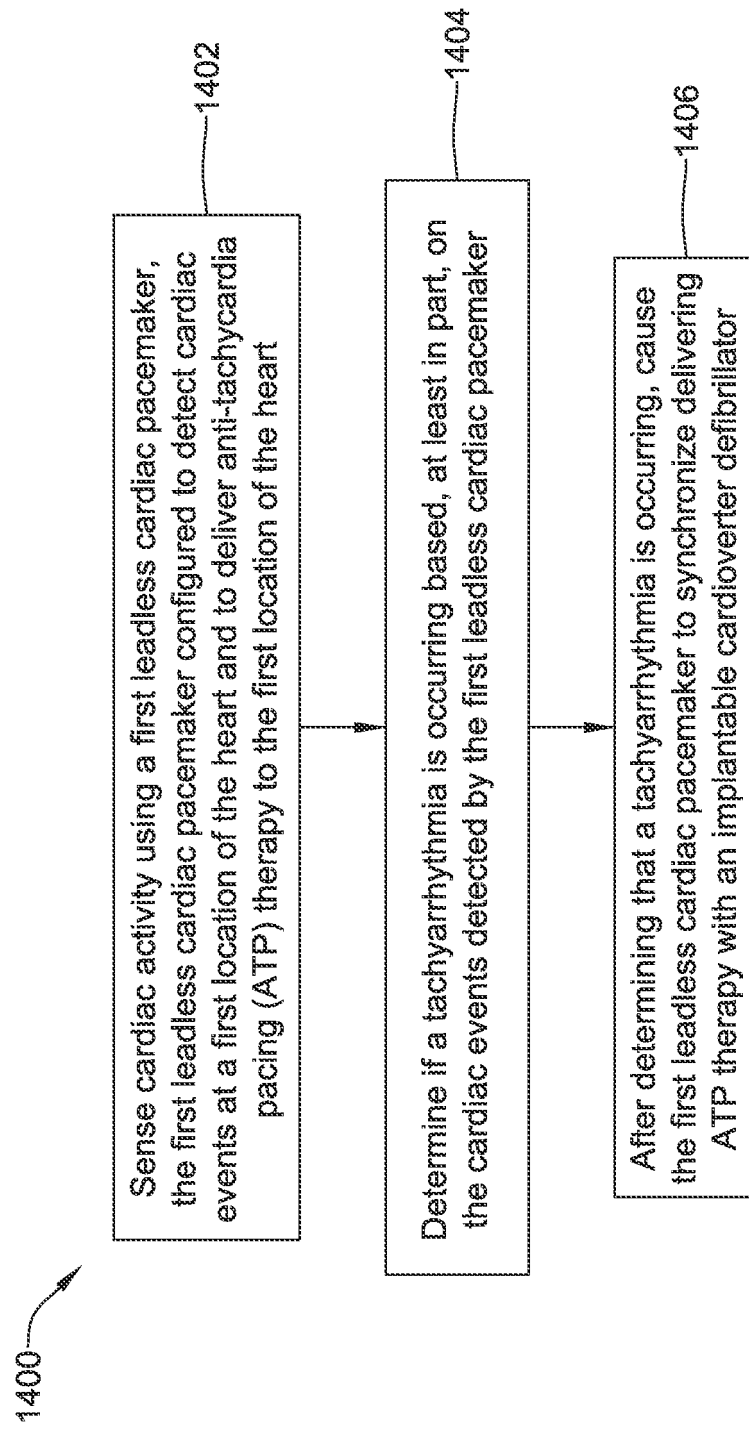 1400
Sense cardiac activity using a first leadless cardiac pacemaker,
the first leadless cardiac pacemaker configured to detect cardiac
events at a first location of the heart and to deliver anti-tachycardia
pacing (ATP) therapy to the first location of the heart
1402
Determine if a tachyarrhythmia is occurring based, at least in part, on
the cardiac events detected by the first leadless cardiac pacemaker
1404
After determining that a tachyarrhythmia is occurring, cause
the first leadless cardiac pacemaker to synchronize delivering
ATP therapy with an implantable cardioverter defibrillator
1406